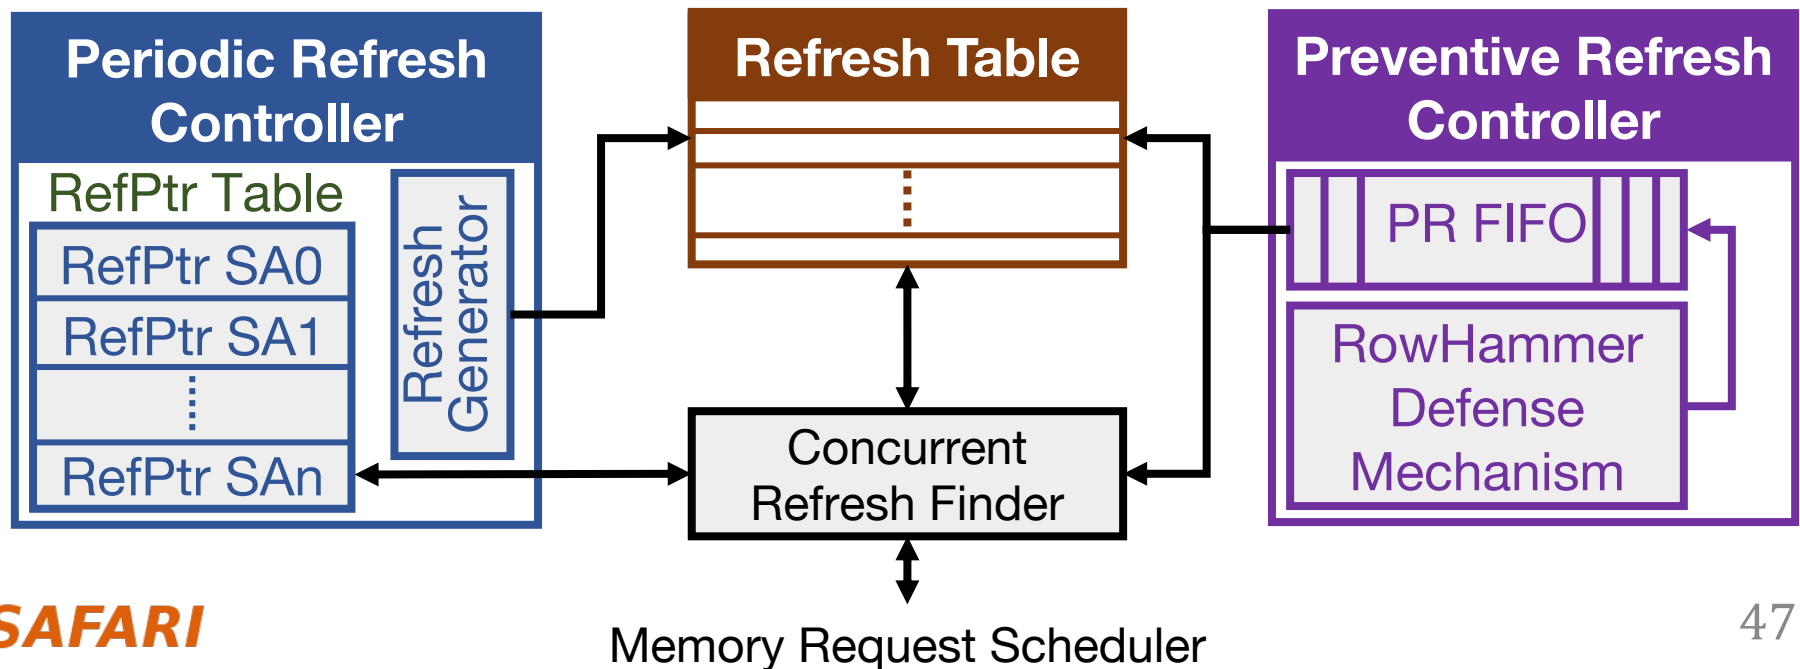 Periodic Refresh
Controller
RefPtr Table
RefPtr SA0
RefPtr SA1
RefPtr SAn
Refresh
Generator
Refresh Table
Concurrent
Refresh Finder
Memory Request Scheduler
Preventive Refresh
Controller
PR FIFO
RowHammer
Defense
Mechanism
SAFARI
47